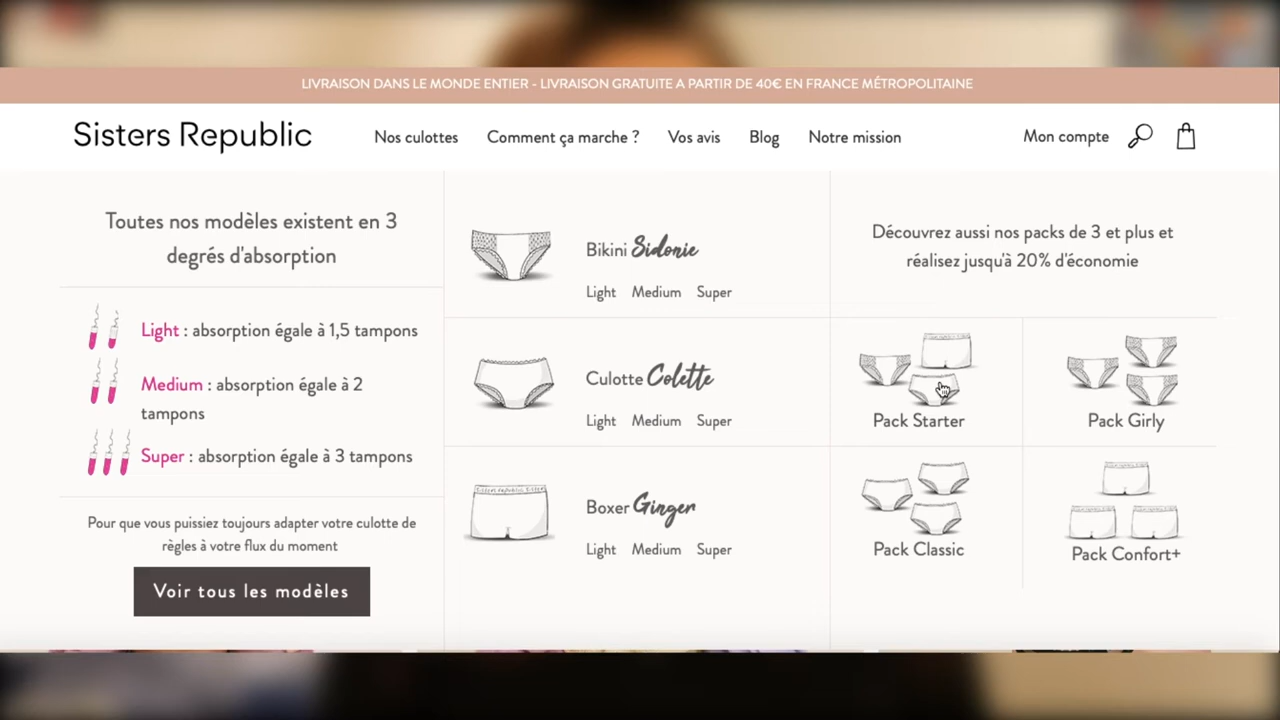 LIVRAISON DANS LE MONDE ENTIER - LIVRAISON GRATUITE A PARTIR DE 40€ EN FRANCE MÉTROPOLITAINE
Sisters Republic
Nos culottes
Comment ça marche ?
Vos avis
Blog
Notre mission
Mon compte
Toutes nos modèles existent en 3
degrés d'absorption
Light : absorption égale à 1,5 tampons
Medium : absorption égale à 2
tampons
Super : absorption égale à 3 tampons
Pour que vous puissiez toujours adapter votre culotte de
règles à votre flux du moment
Voir tous les modèles
Bikini Sidonie
Light Medium Super
Culotte Colette
Light Medium Super
Sisters Republic Sister
Boxer Ginger
Light Medium Super
Découvrez aussi nos packs de 3 et plus et
réalisez jusqu'à 20% d'économie
Pack Starter
Pack Girly
Pack Classic
Pack Confort+